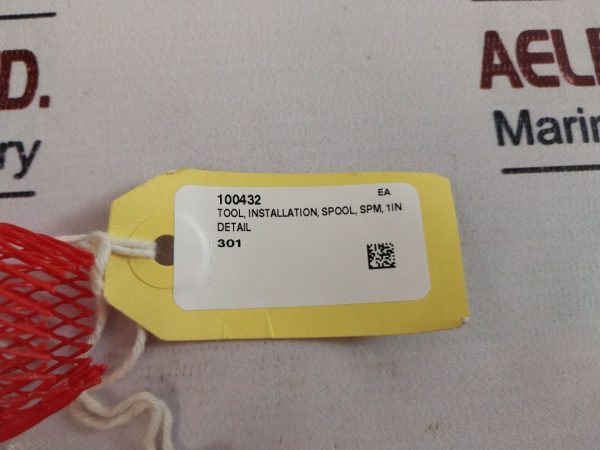 D.
ry
AEL
Marin
100432
EA
TOOL, INSTALLATION, SPOOL, SPM, 1IN
DETAIL
301